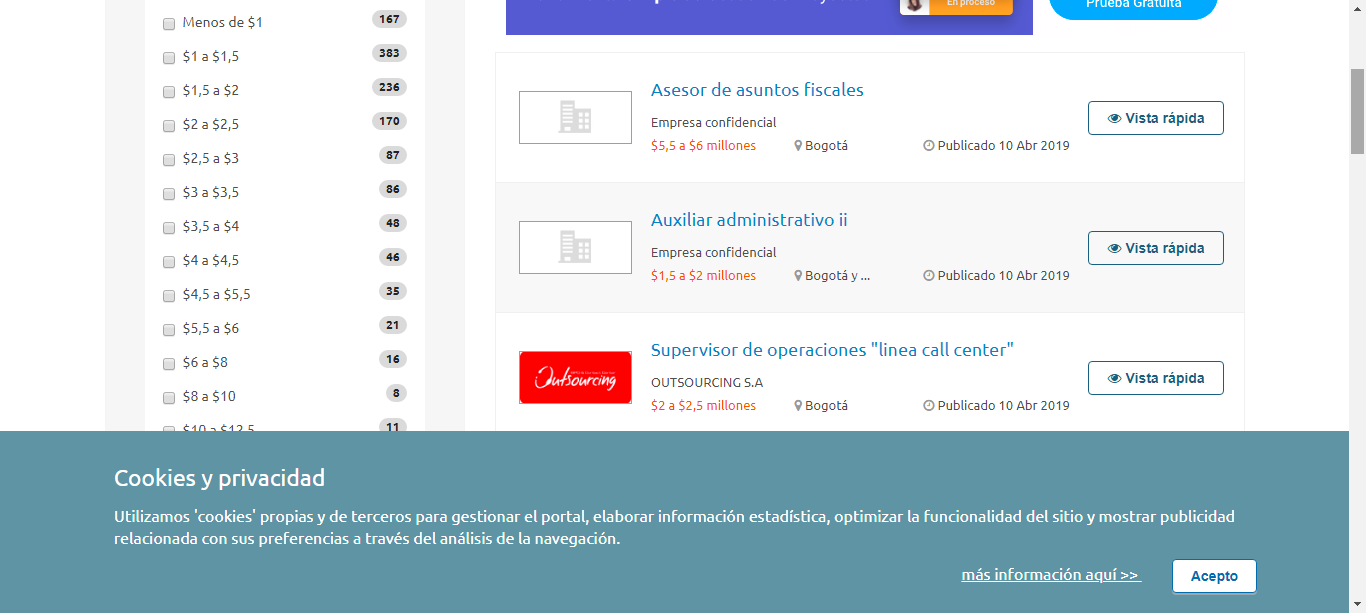 Menos de $1 167
$1 a $1,5 383
$1,5 a $2 236
$2 a $2,5 170
$2,5 a $3 87
$3 a $3,5 86
$3,5 a $4 48
$4 a $4,5 46
$4,5 a $5,5 35
$5,5 a $6 21
$6 a $8 16
$8 a $10 8
$10 a $12,5 11
En proceso
Prueba Gratuita
Asesor de asuntos fiscales
Empresa confidencial
$5,5 a $6 millones Bogotá Publicado 10 Abr 2019
Vista rápida
Auxiliar administrativo ii
Empresa confidencial
$1,5 a $2 millones Bogotá y ... Publicado 10 Abr 2019
Vista rápida
Outsourcing
Supervisor de operaciones "linea call center"
OUTSOURCING S.A
$2 a $2,5 millones Bogotá Publicado 10 Abr 2019
Vista rápida
Cookies y privacidad
Utilizamos 'cookies' propias y de terceros para gestionar el portal, elaborar información estadística, optimizar la funcionalidad del sitio y mostrar publicidad
relacionada con sus preferencias a través del análisis de la navegación.
más información aquí >>
Acepto